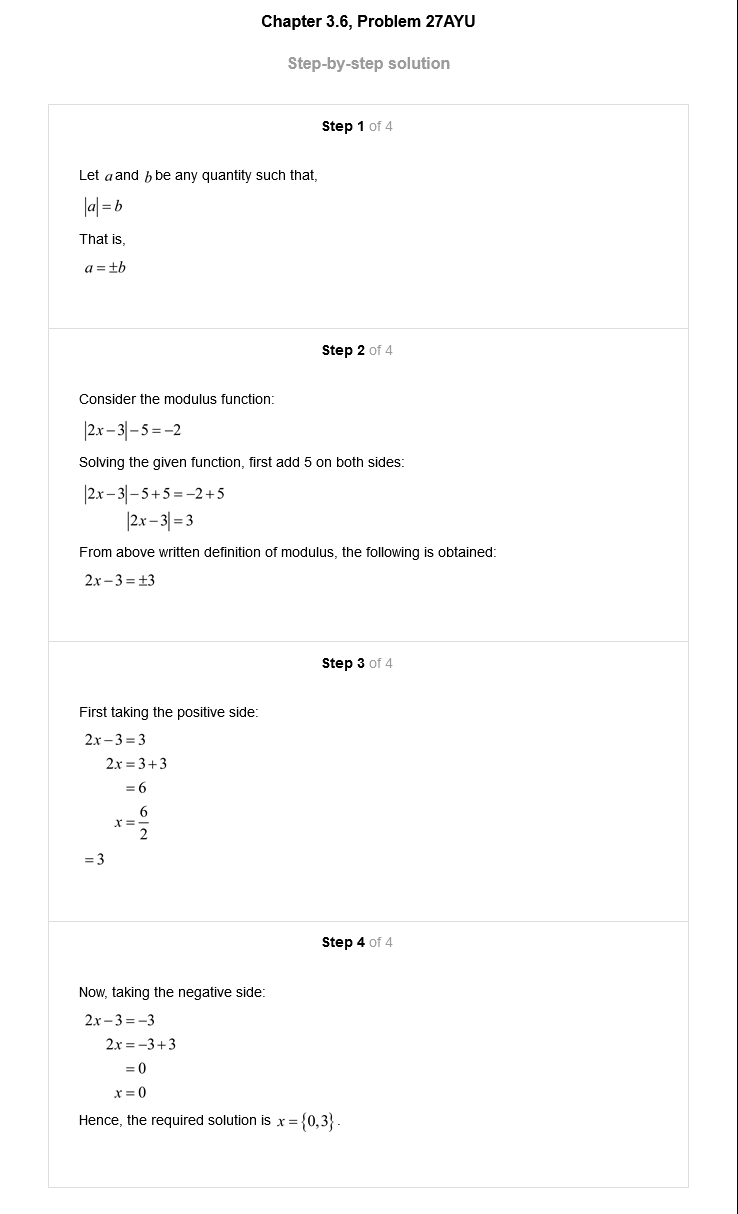 Chapter 3.6, Problem 27AYU
Step-by-step solution
Step 1 of 4
Let a and b be any quantity such that,
|a| = b
That is,
a = ±b
Step 2 of 4
Consider the modulus function:
|2x − 3| − 5 = −2
Solving the given function, first add 5 on both sides:
|2x − 3| − 5 + 5 = −2 + 5
|2x − 3| = 3
From above written definition of modulus, the following is obtained:
2x − 3 = ±3
Step 3 of 4
First taking the positive side:
2x − 3 = 3
2x = 3 + 3
= 6
x = 6/2
= 3
Step 4 of 4
Now, taking the negative side:
2x − 3 = −3
2x = −3 + 3
= 0
x = 0
Hence, the required solution is x = {0, 3}.